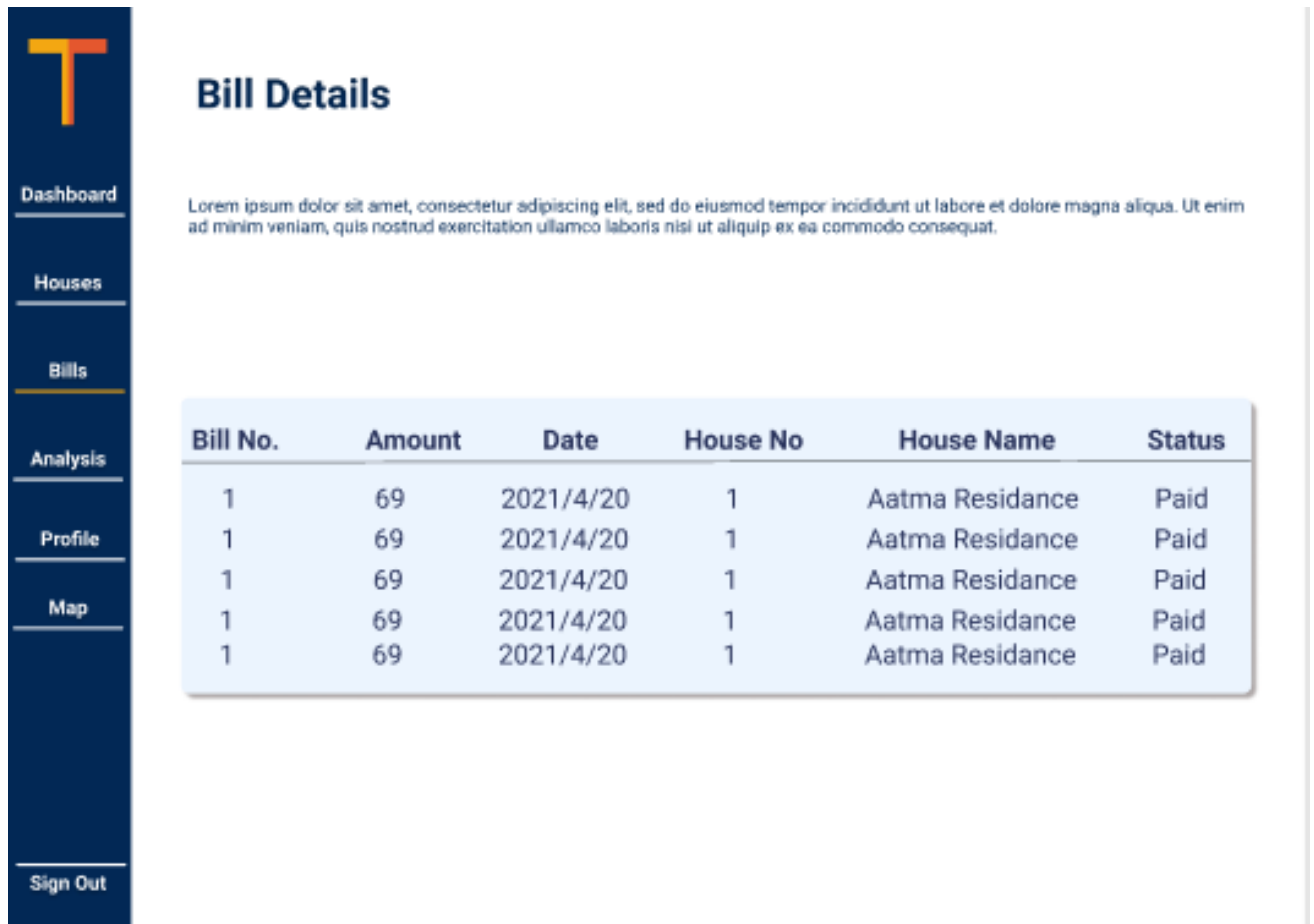 T
Dashboard
Houses
Bills
Analysis
Profile
Map
Sign Out
Bill Details
Lorem ipsum dolor sit amet, consectetur adipiscing elit, sed do eiusmod tempor incididunt ut labore et dolore magna aliqua. Ut enim
ad minim veniam, quis nostrud exercitation ullamco laboris nisi ut aliquip ex ea commodo consequat.
Bill No. Amount Date House No House Name Status
1 69 2021/4/20 1 Aatma Residance Paid
1 69 2021/4/20 1 Aatma Residance Paid
1 69 2021/4/20 1 Aatma Residance Paid
1 69 2021/4/20 1 Aatma Residance Paid
1 69 2021/4/20 1 Aatma Residance Paid